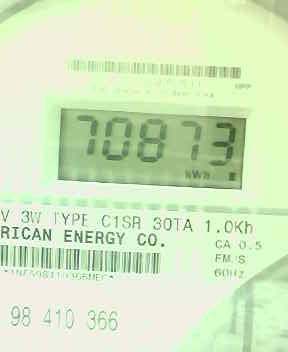 70873
kWh
V 3W TYPE C1SR 30TA 1.0Kh
RICAN ENERGY CO.
CA 0.5
FM/S
60Hz
98 410 366